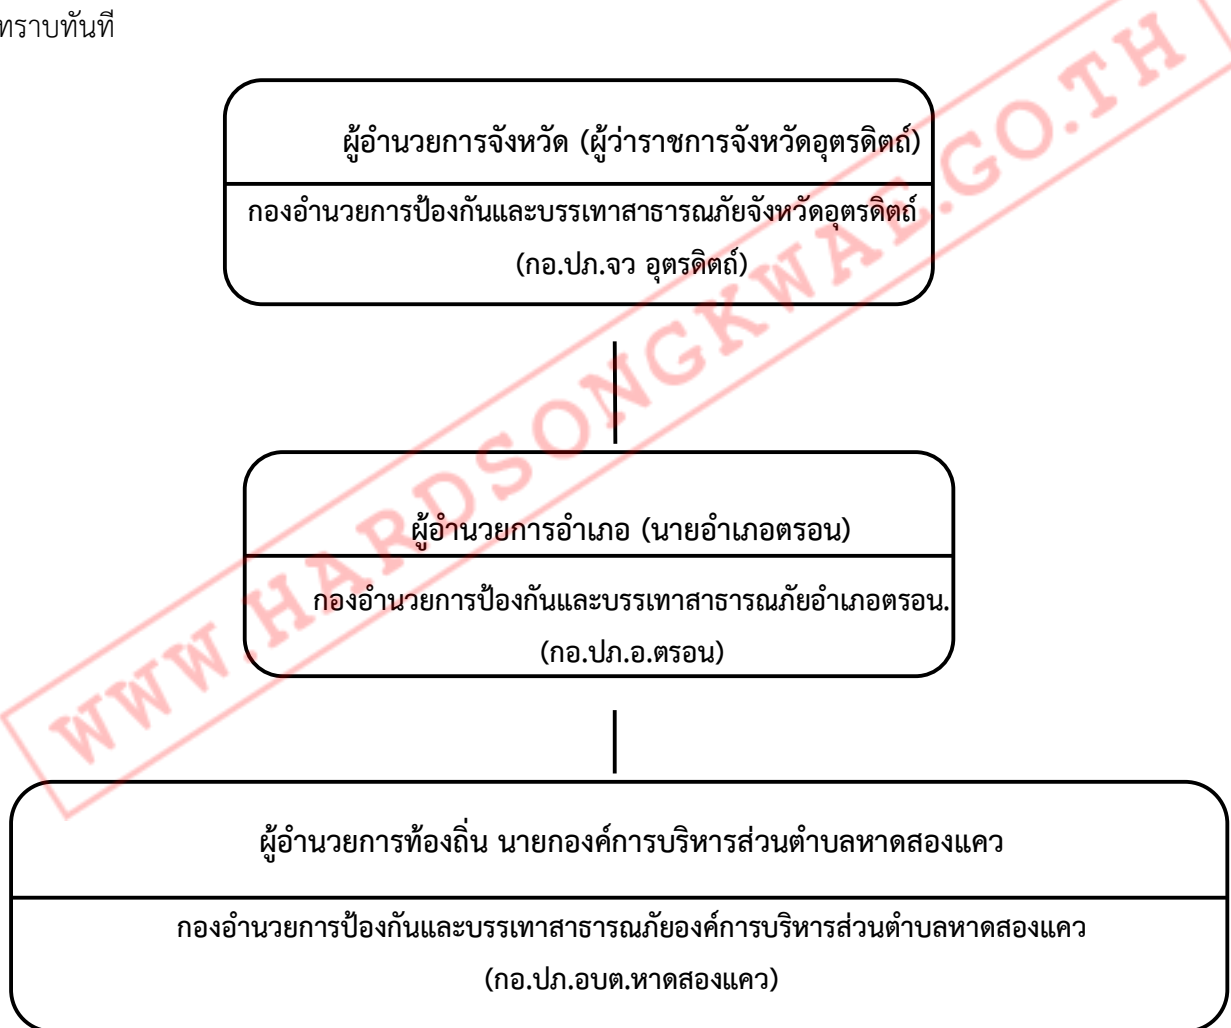 ทราบทันที
ผู้อำนวยการจังหวัด (ผู้ว่าราชการจังหวัดอุตรดิตถ์)
กองอำนวยการป้องกันและบรรเทาสาธารณภัยจังหวัดอุตรดิตถ์
(กอ.ปภ.จว อุตรดิตถ์)
ผู้อำนวยการอำเภอ (นายอำเภอตรอน)
กองอำนวยการป้องกันและบรรเทาสาธารณภัยอำเภอตรอน.
(กอ.ปภ.อ.ตรอน)
ผู้อำนวยการท้องถิ่น นายกองค์การบริหารส่วนตำบลหาดสองแคว
กองอำนวยการป้องกันและบรรเทาสาธารณภัยองค์การบริหารส่วนตำบลหาดสองแคว
(กอ.ปภ.อบต.หาดสองแคว)
WWW.HARDSONGKWAE.GO.TH